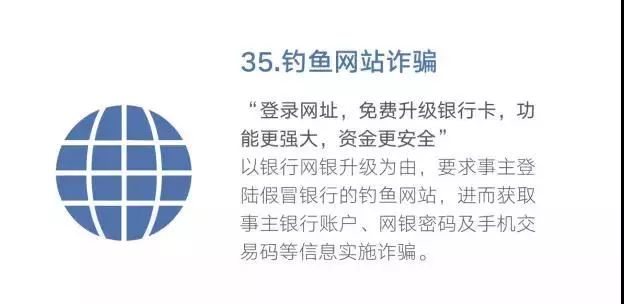 35.钓鱼网站诈骗
“登录网址，免费升级银行卡，功
能更强大，资金更安全”
以银行网银升级为由，要求事主登
陆假冒银行的钓鱼网站，进而获取
事主银行账户、网银密码及手机交
易码等信息实施诈骗。